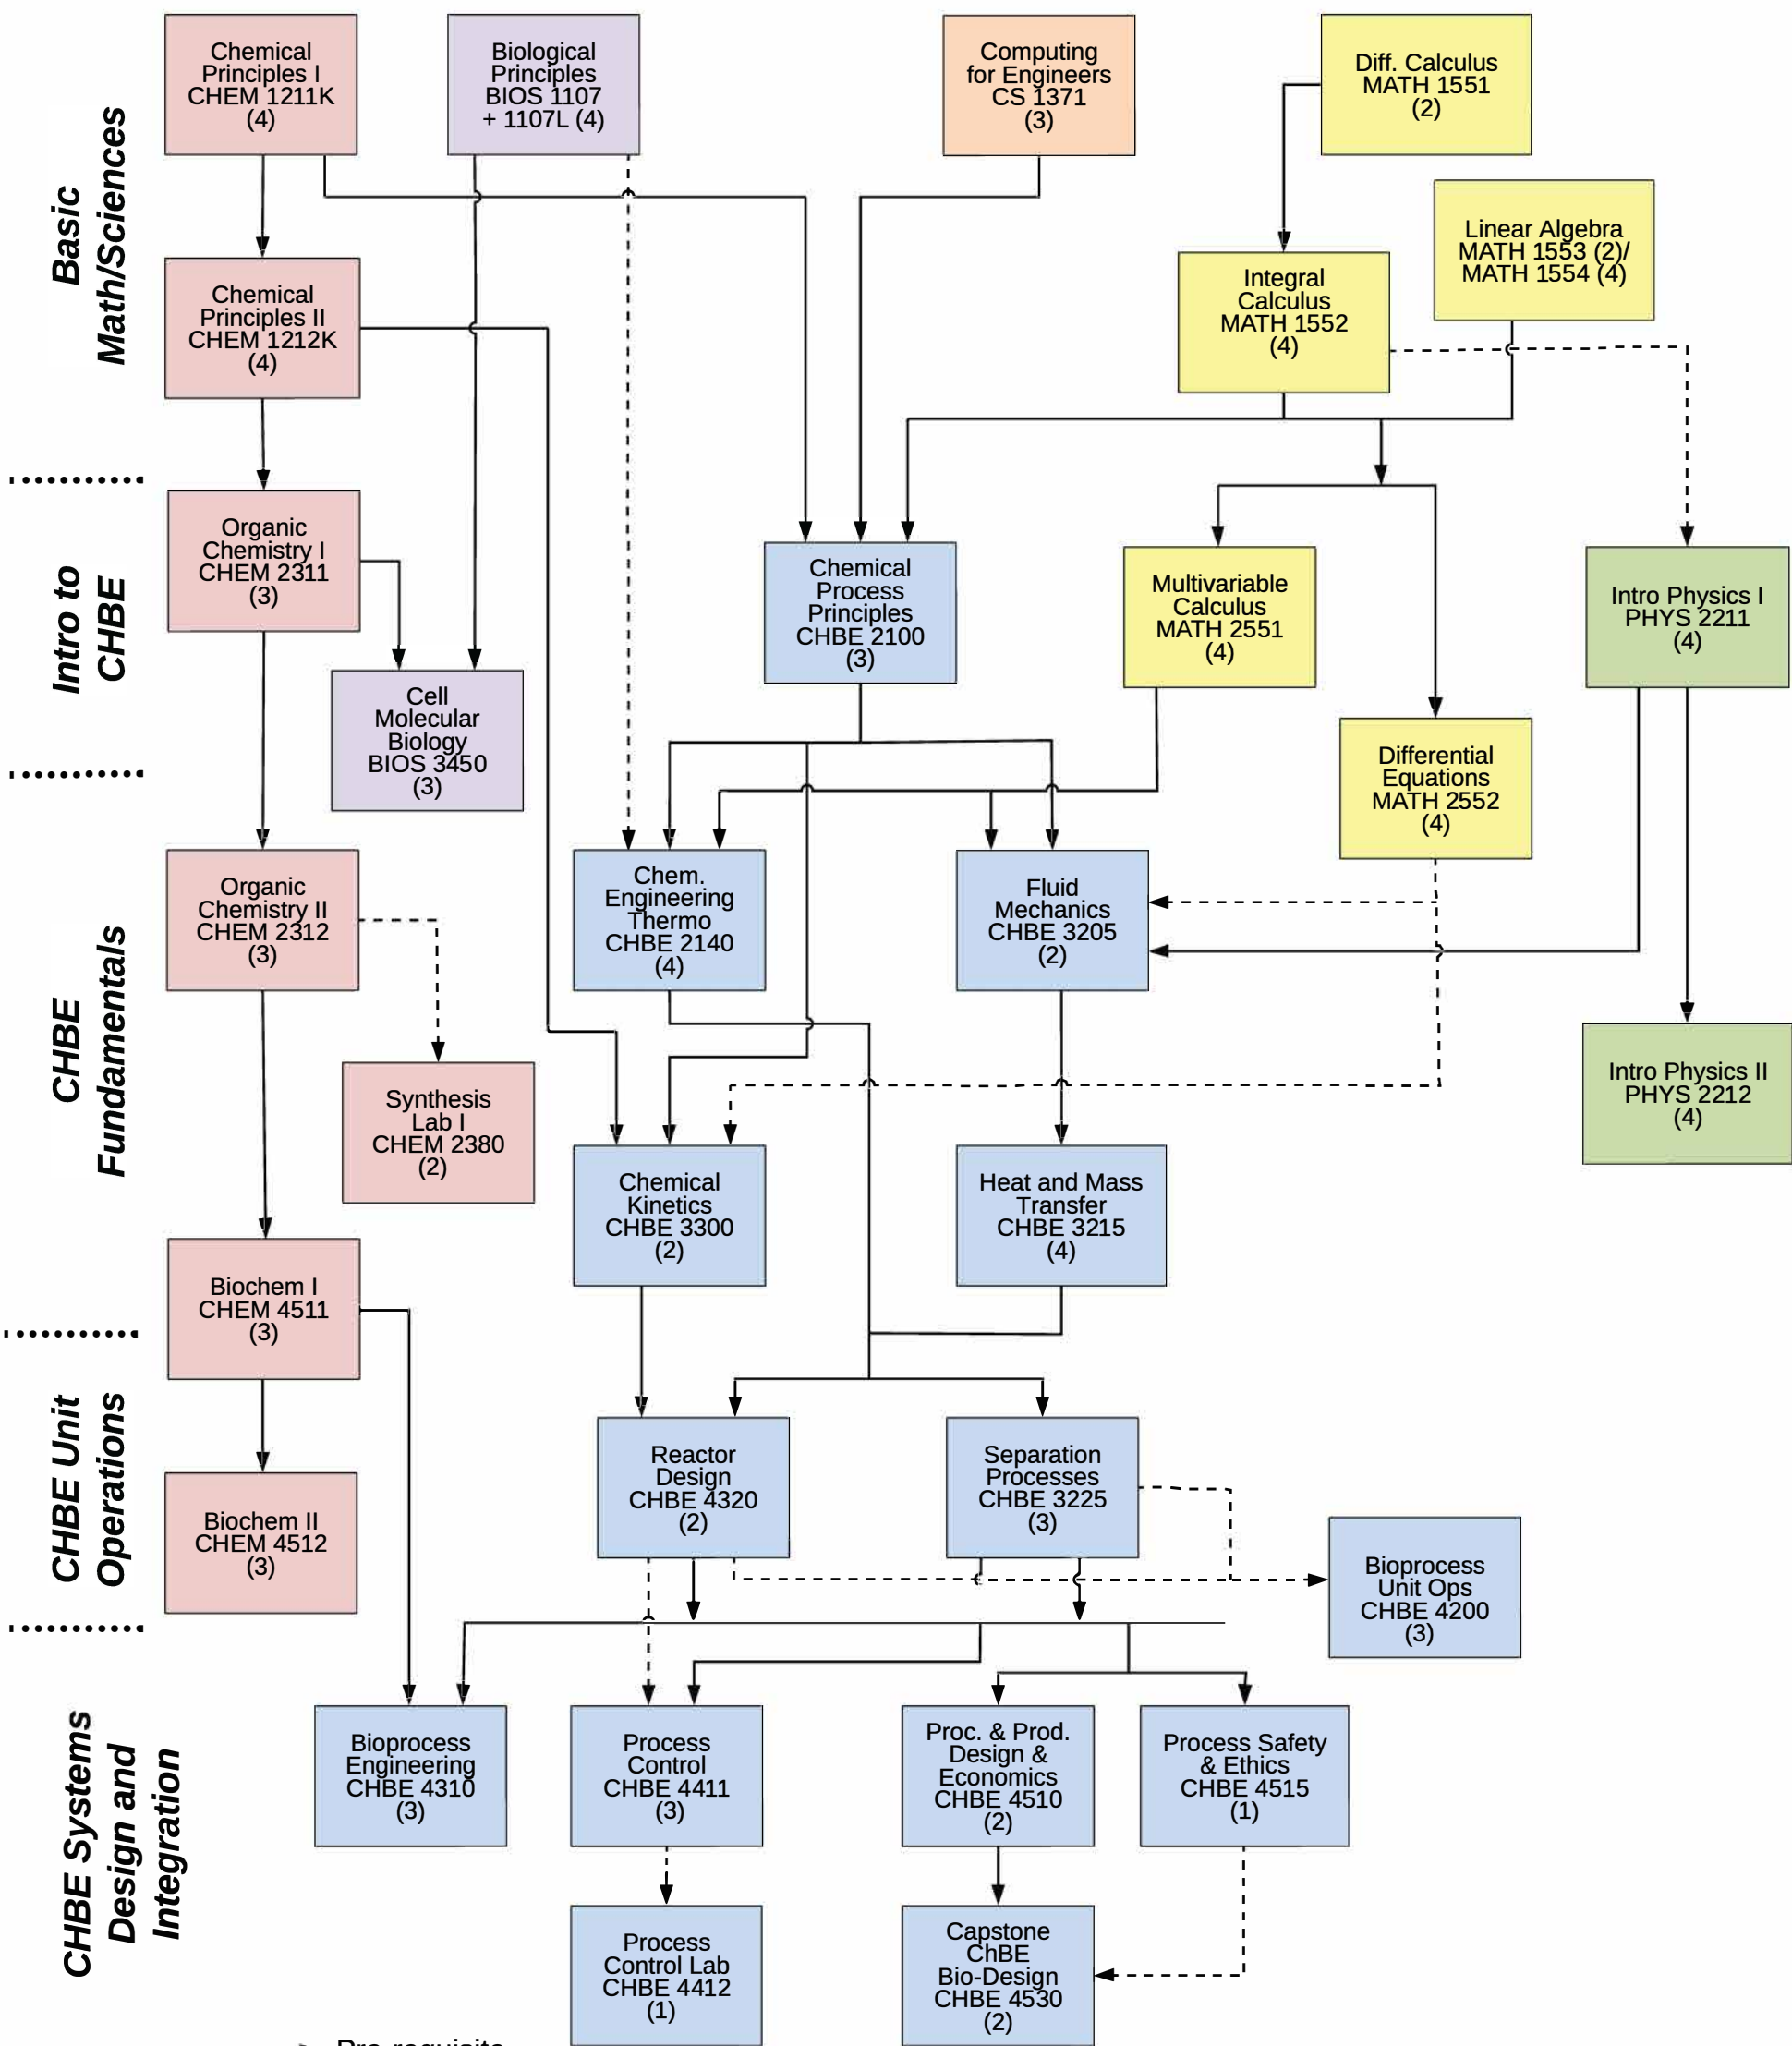 Basic
Math/Sciences
Chemical
Principles I
CHEM 1211K
(4)
Biological
Principles
BIOS 1107
+ 1107L (4)
Computing
for Engineers
CS 1371
(3)
Diff. Calculus
MATH 1551
(2)
Linear Algebra
MATH 1553 (2)/
MATH 1554 (4)
Chemical
Principles II
CHEM 1212K
(4)
Integral
Calculus
MATH 1552
(4)
Intro to
CHBE
Organic
Chemistry I
CHEM 2311
(3)
Chemical
Process
Principles
CHBE 2100
(3)
Multivariable
Calculus
MATH 2551
(4)
Intro Physics I
PHYS 2211
(4)
Cell
Molecular
Biology
BIOS 3450
(3)
Differential
Equations
MATH 2552
(4)
CHBE
Fundamentals
Organic
Chemistry II
CHEM 2312
(3)
Chem.
Engineering
Thermo
CHBE 2140
(4)
Fluid
Mechanics
CHBE 3205
(2)
Intro Physics II
PHYS 2212
(4)
Synthesis
Lab I
CHEM 2380
(2)
Chemical
Kinetics
CHBE 3300
(2)
Heat and Mass
Transfer
CHBE 3215
(4)
Biochem I
CHEM 4511
(3)
CHBE Unit
Operations
Reactor
Design
CHBE 4320
(2)
Separation
Processes
CHBE 3225
(3)
Biochem II
CHEM 4512
(3)
Bioprocess
Unit Ops
CHBE 4200
(3)
CHBE Systems
Design and
Integration
Bioprocess
Engineering
CHBE 4310
(3)
Process
Control
CHBE 4411
(3)
Proc. & Prod.
Design &
Economics
CHBE 4510
(2)
Process Safety
& Ethics
CHBE 4515
(1)
Process
Control Lab
CHBE 4412
(1)
Capstone
ChBE
Bio-Design
CHBE 4530
(2)